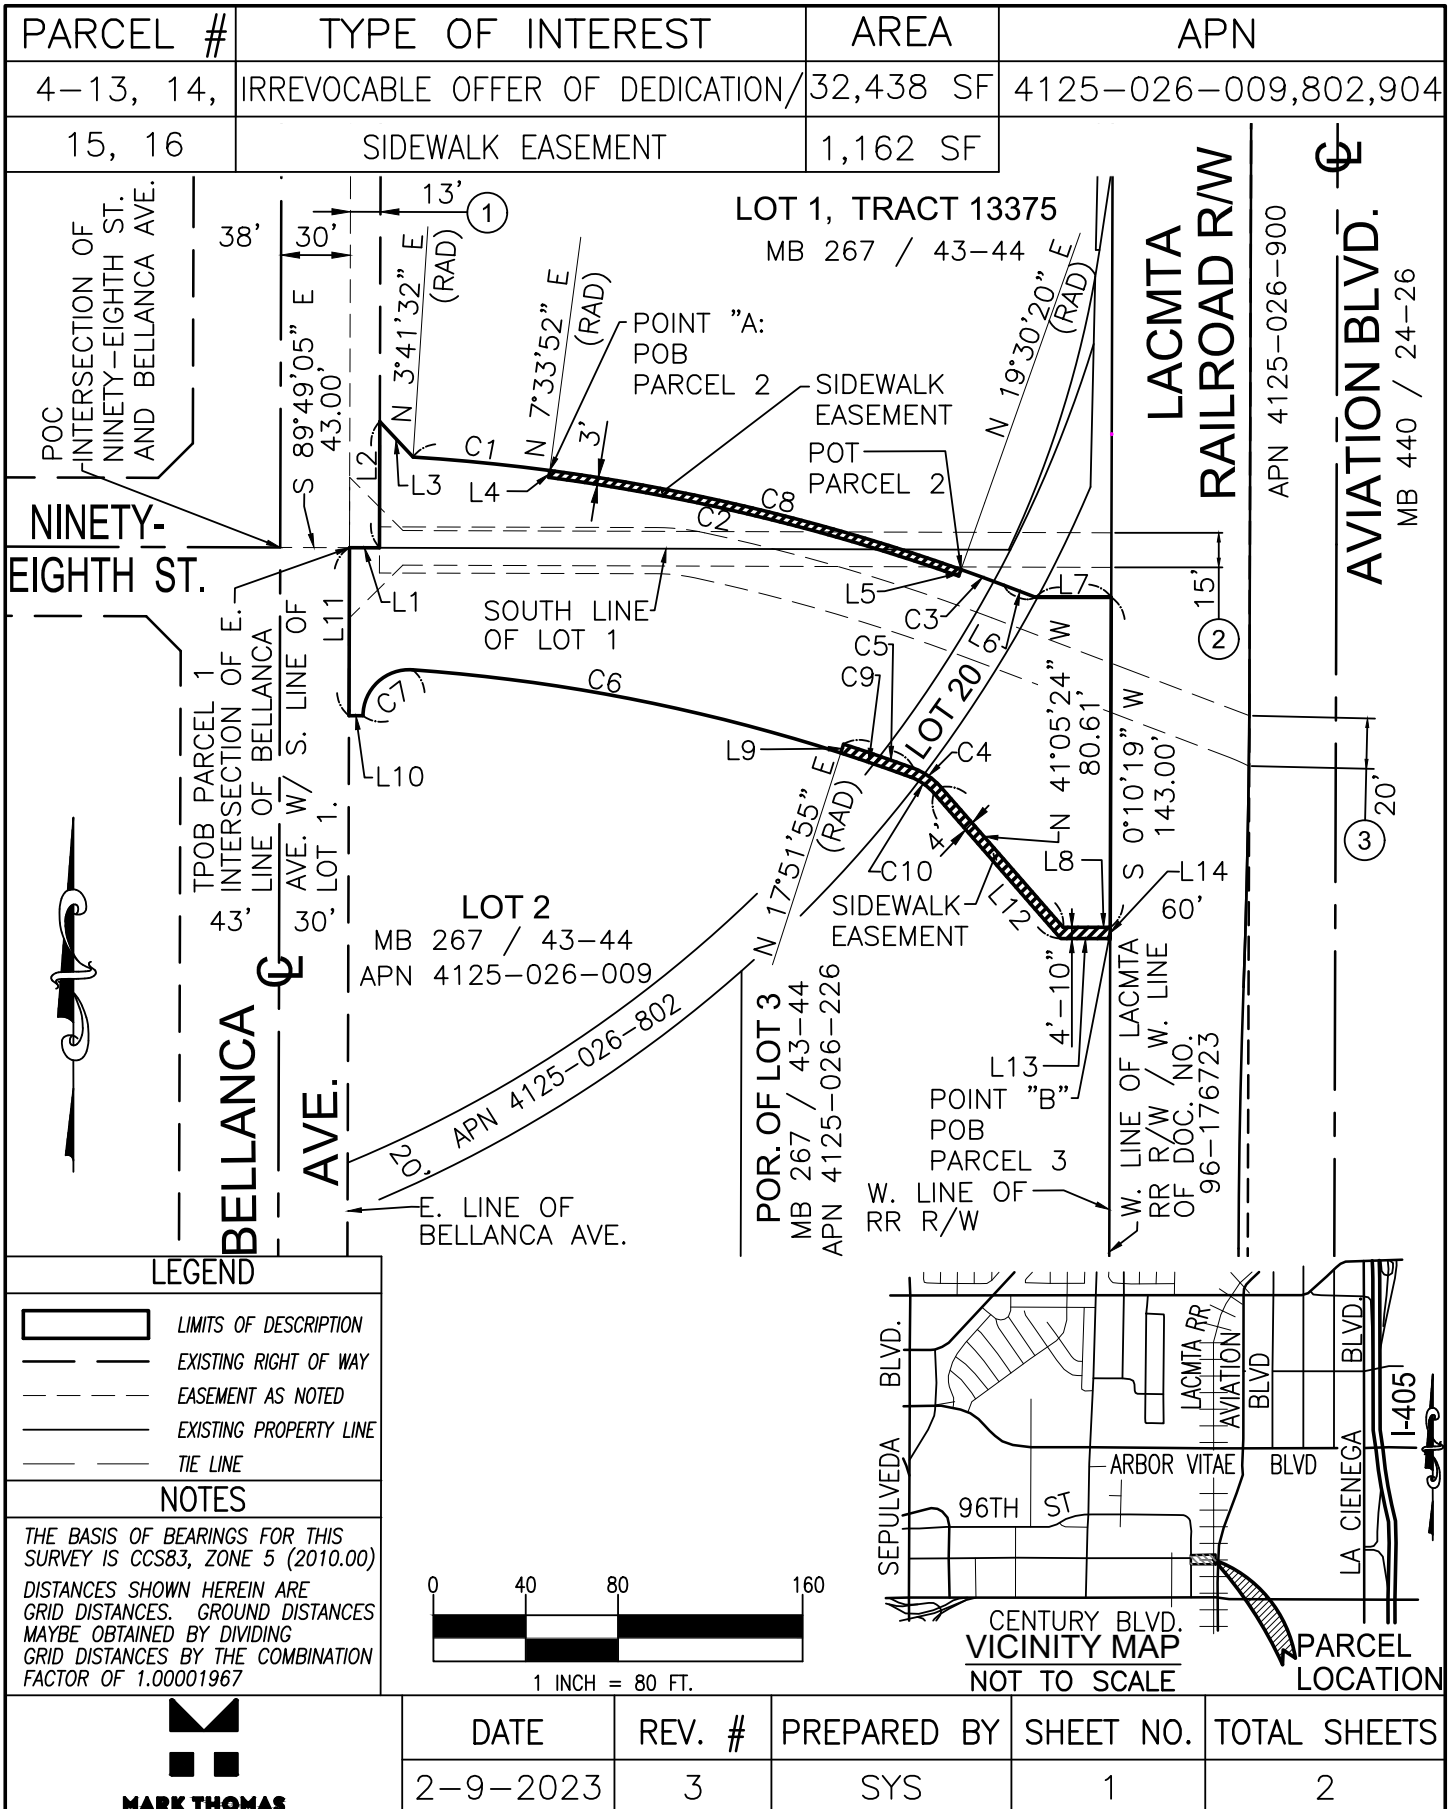 PARCEL # TYPE OF INTEREST AREA APN
4-13, 14, IRREVOCABLE OFFER OF DEDICATION/ 32,438 SF 4125-026-009,802,904
15, 16 SIDEWALK EASEMENT 1,162 SF
POC
INTERSECTION OF
NINETY-EIGHTH ST.
AND BELLANCA AVE.
38'
30'
13'
1
S 89°49'05" E
43.00'
N 3°41'32" E
(RAD)
N 7°33'52" E
(RAD)
LOT 1, TRACT 13375
MB 267 / 43-44
N 19°30'20" E
(RAD)
LACMTA
RAILROAD R/W
APN 4125-026-900
AVIATION BLVD.
MB 440 / 24-26
CL
POINT "A:
POB
PARCEL 2
SIDEWALK
EASEMENT
POT
PARCEL 2
L2
L3
C1
L4
3'
C2
C8
NINETY-
EIGHTH ST.
L11
L1
SOUTH LINE
OF LOT 1
L5
C3
L6
L7
15'
2
C5
C9
C6
C7
LOT 20
C4
L9
L10
TPOB PARCEL 1
INTERSECTION OF E.
LINE OF BELLANCA
AVE. W/ S. LINE OF
LOT 1.
43'
30'
N 17°51'55" E
(RAD)
N 41°05'24" W
80.61'
S 0°10'19" W
143.00'
20'
3
4'
C10
L8
L14
60'
L12
SIDEWALK
EASEMENT
LOT 2
MB 267 / 43-44
APN 4125-026-009
CL
BELLANCA
AVE.
20'
APN 4125-026-802
POR. OF LOT 3
MB 267 / 43-44
APN 4125-026-226
4'-10"
L13
POINT "B"
POB
PARCEL 3
W. LINE OF
RR R/W
W. LINE OF LACMTA
RR R/W / W. LINE
OF DOC. NO.
96-176723
E. LINE OF
BELLANCA AVE.
LEGEND
LIMITS OF DESCRIPTION
EXISTING RIGHT OF WAY
EASEMENT AS NOTED
EXISTING PROPERTY LINE
TIE LINE
NOTES
THE BASIS OF BEARINGS FOR THIS
SURVEY IS CCS83, ZONE 5 (2010.00)
DISTANCES SHOWN HEREIN ARE
GRID DISTANCES. GROUND DISTANCES
MAYBE OBTAINED BY DIVIDING
GRID DISTANCES BY THE COMBINATION
FACTOR OF 1.00001967
0 40 80 160
1 INCH = 80 FT.
SEPULVEDA BLVD.
LACMTA RR
AVIATION
BLVD
LA CIENEGA BLVD.
I-405
ARBOR VITAE BLVD
96TH ST
CENTURY BLVD.
VICINITY MAP
NOT TO SCALE
PARCEL
LOCATION
MARK THOMAS
DATE REV. # PREPARED BY SHEET NO. TOTAL SHEETS
2-9-2023 3 SYS 1 2